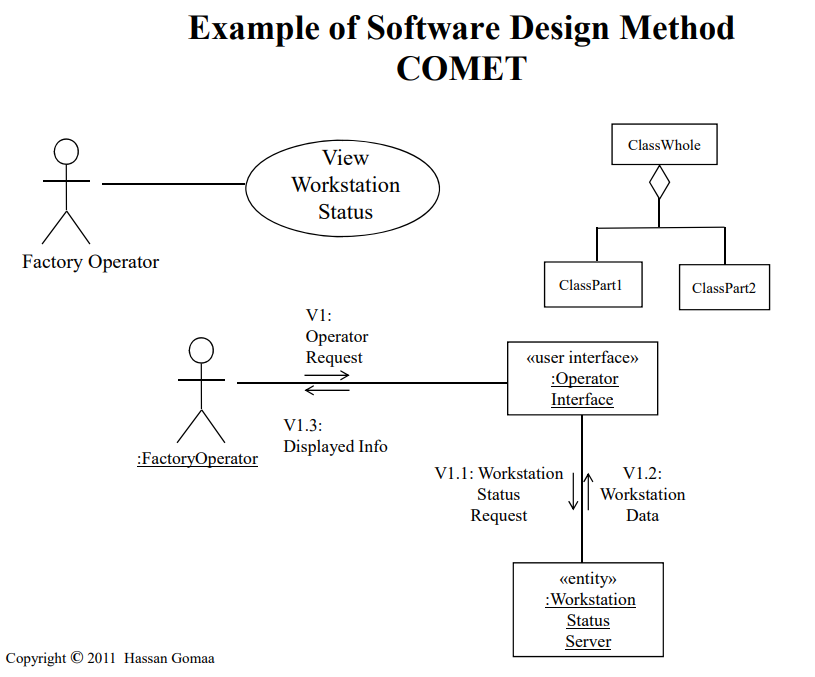 Example of Software Design Method
COMET
View
Workstation
Status
Factory Operator
ClassWhole
ClassPart1
ClassPart2
V1:
Operator
Request
V1.3:
Displayed Info
:FactoryOperator
«user interface»
:Operator
Interface
V1.1: Workstation
Status
Request
V1.2:
Workstation
Data
«entity»
:Workstation
Status
Server
Copyright © 2011 Hassan Gomaa